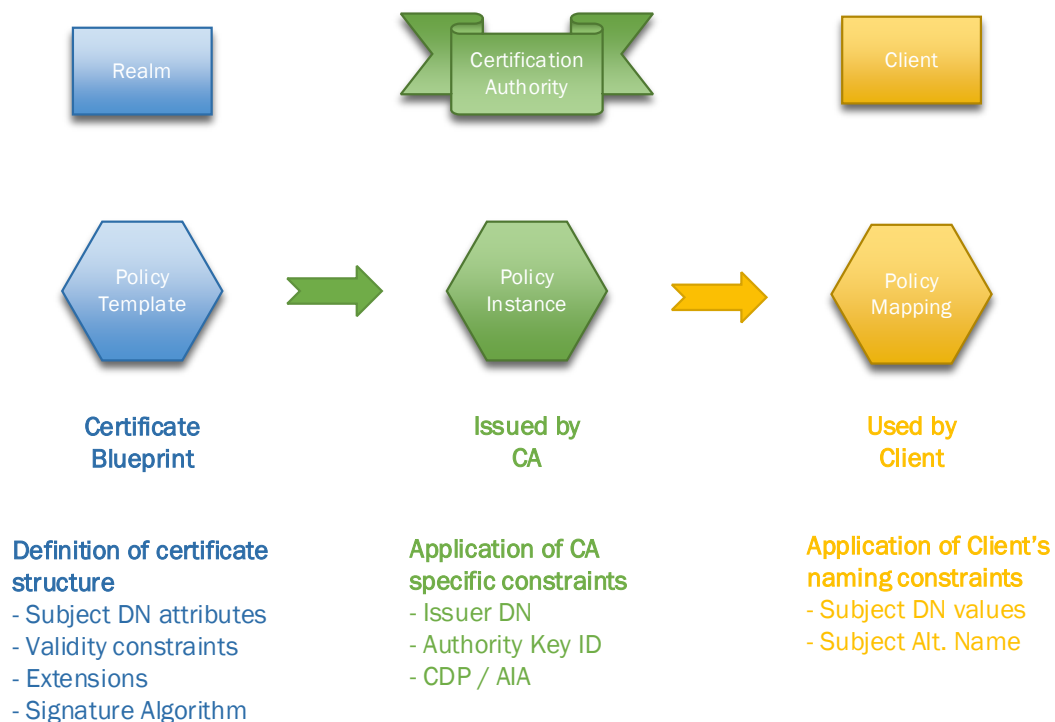 Realm
Certification
Authority
Client
Policy
Template
Policy
Instance
Policy
Mapping
Certificate
Blueprint
Issued by
CA
Used by
Client
Definition of certificate
structure
- Subject DN attributes
- Validity constraints
- Extensions
- Signature Algorithm
Application of CA
specific constraints
- Issuer DN
- Authority Key ID
- CDP / AIA
Application of Client’s
naming constraints
- Subject DN values
- Subject Alt. Name